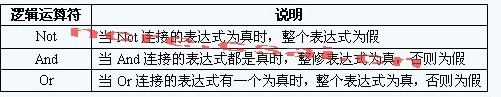 逻辑运算符 说明
Not 当 Not 连接的表达式为真时，整个表达式为假
And 当 And 连接的表达式都是真时，整修表达式为真，否则为假
Or 当 Or 连接的表达式有一个为真时，整个表达式为真，否则为假